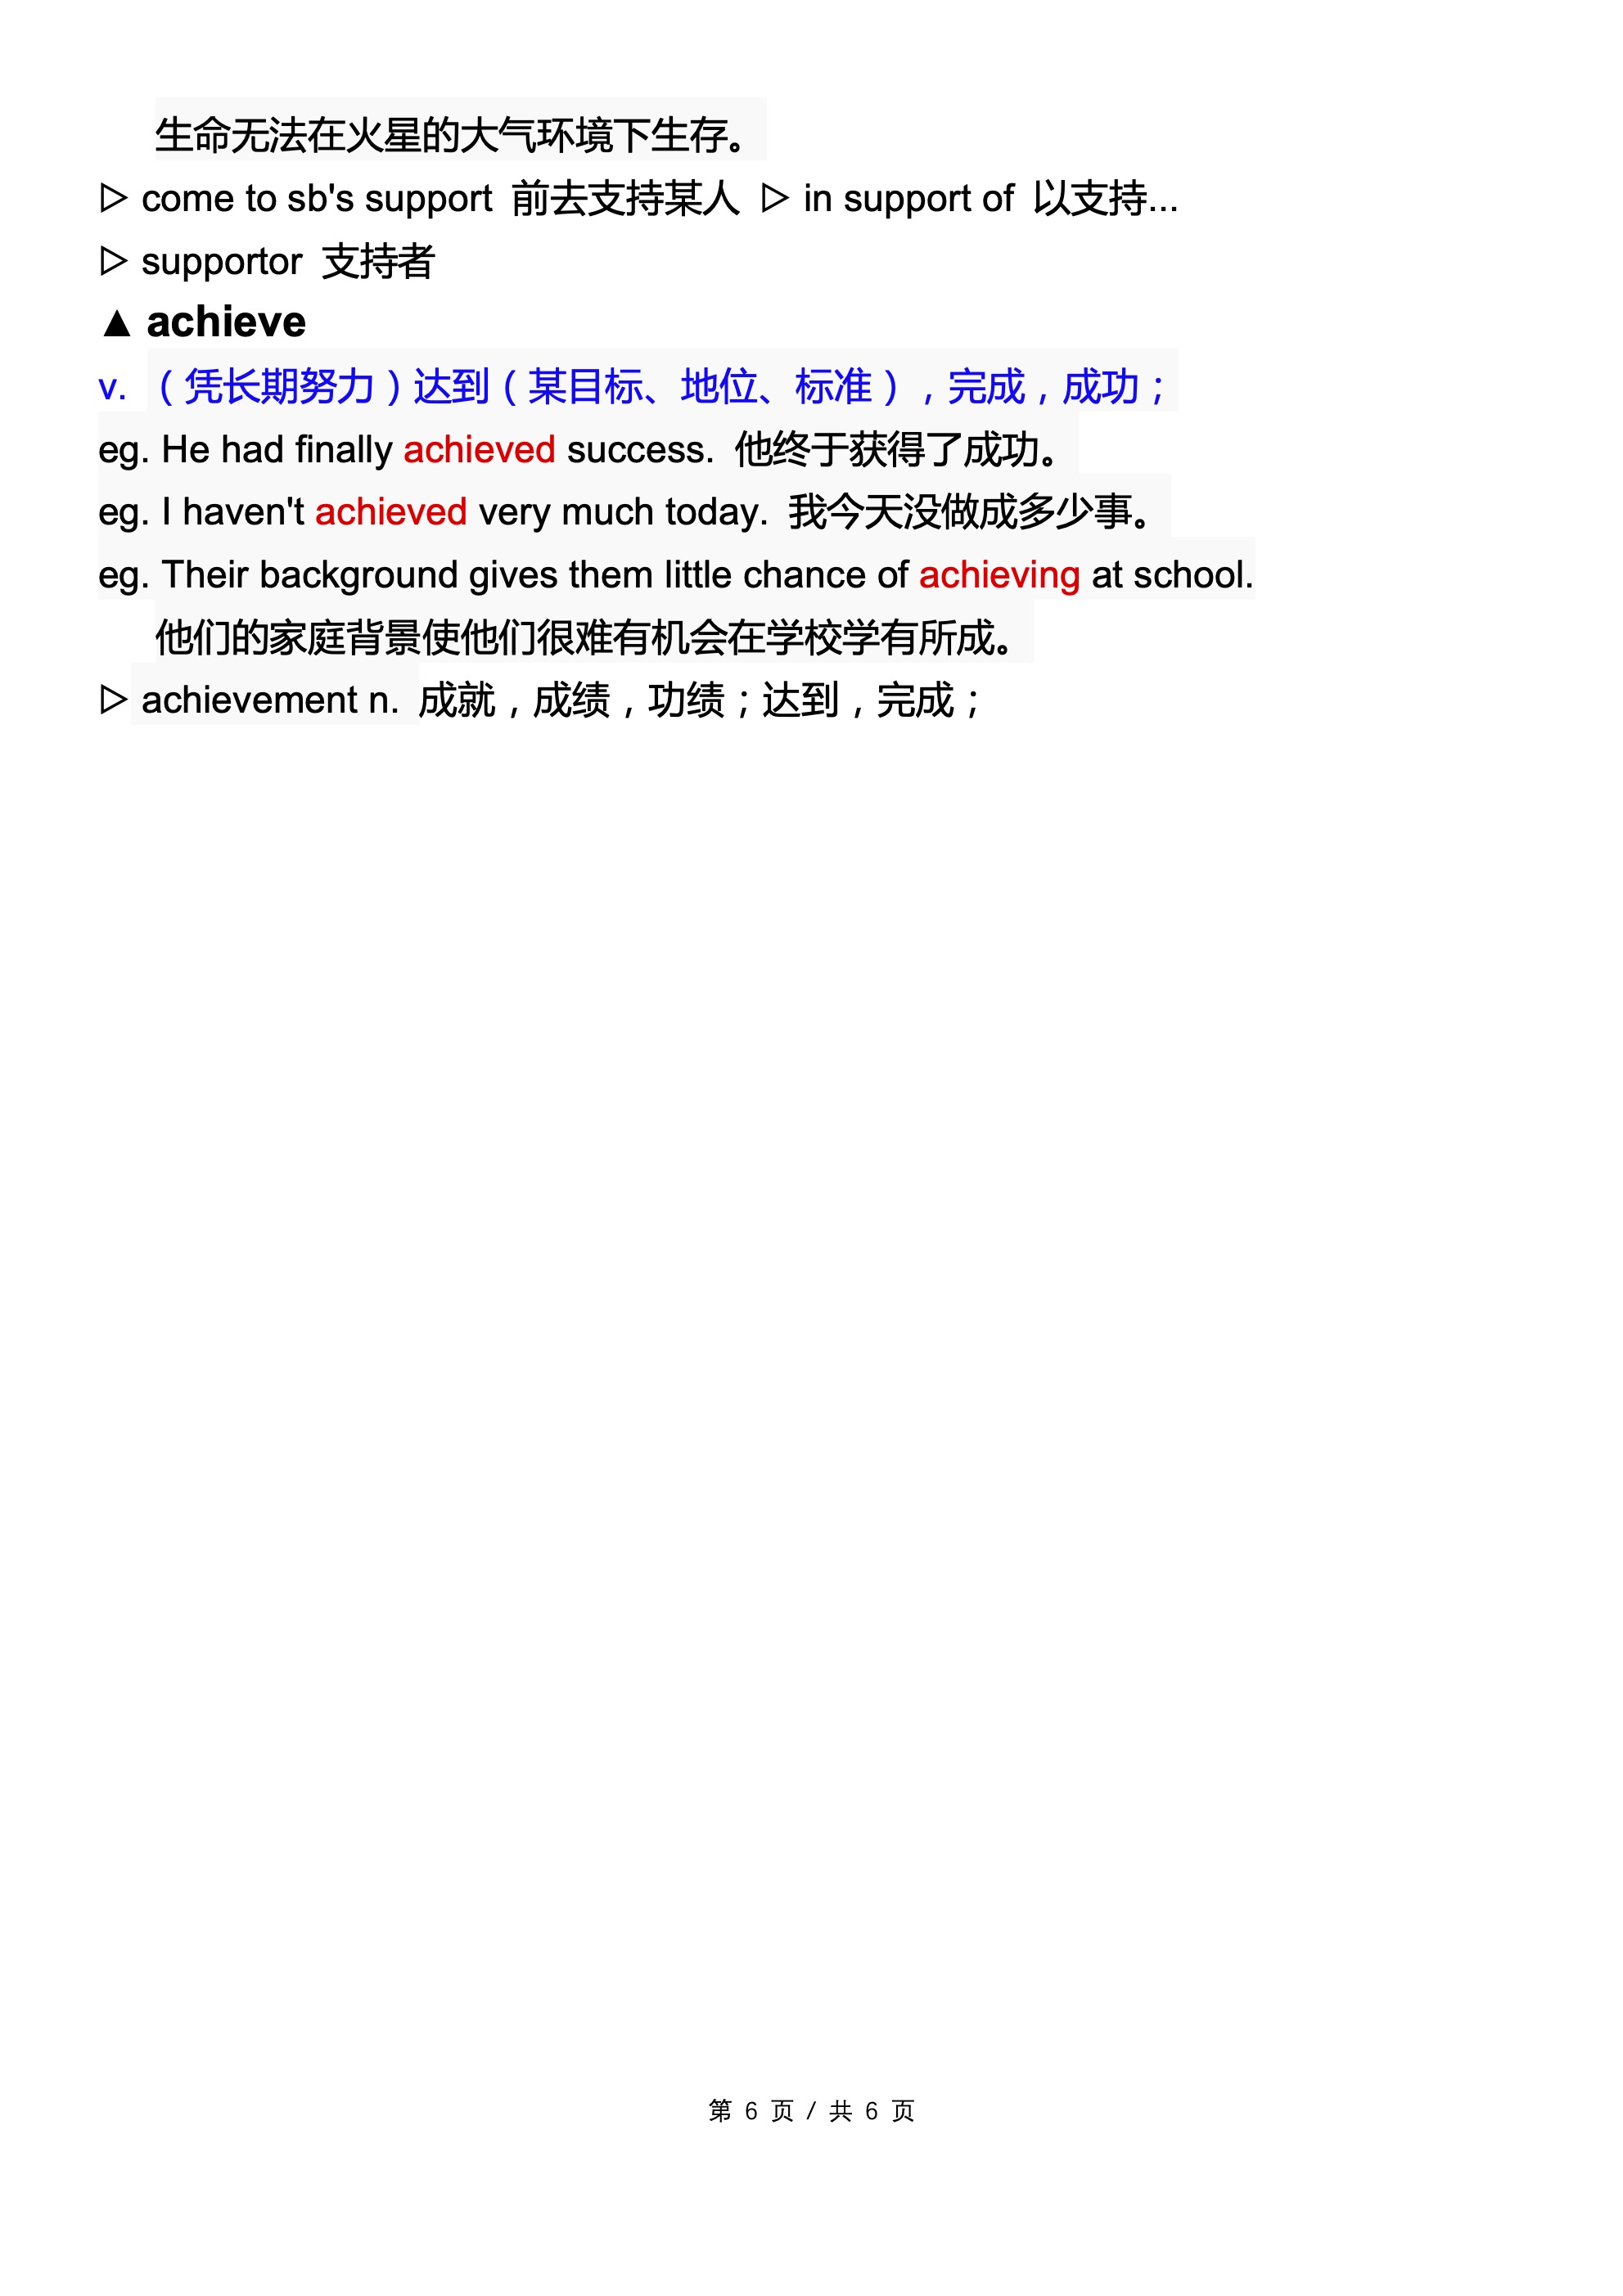 生命无法在火星的大气环境下生存。
▷ come to sb's support 前去支持某人 ▷ in support of 以支持...
▷ supportor 支持者
▲ achieve
v. （凭长期努力）达到（某目标、地位、标准），完成，成功；
eg. He had finally achieved success. 他终于获得了成功。
eg. I haven't achieved very much today. 我今天没做成多少事。
eg. Their background gives them little chance of achieving at school.
他们的家庭背景使他们很难有机会在学校学有所成。
▷ achievement n. 成就，成绩，功绩；达到，完成；
第 6 页 / 共 6 页